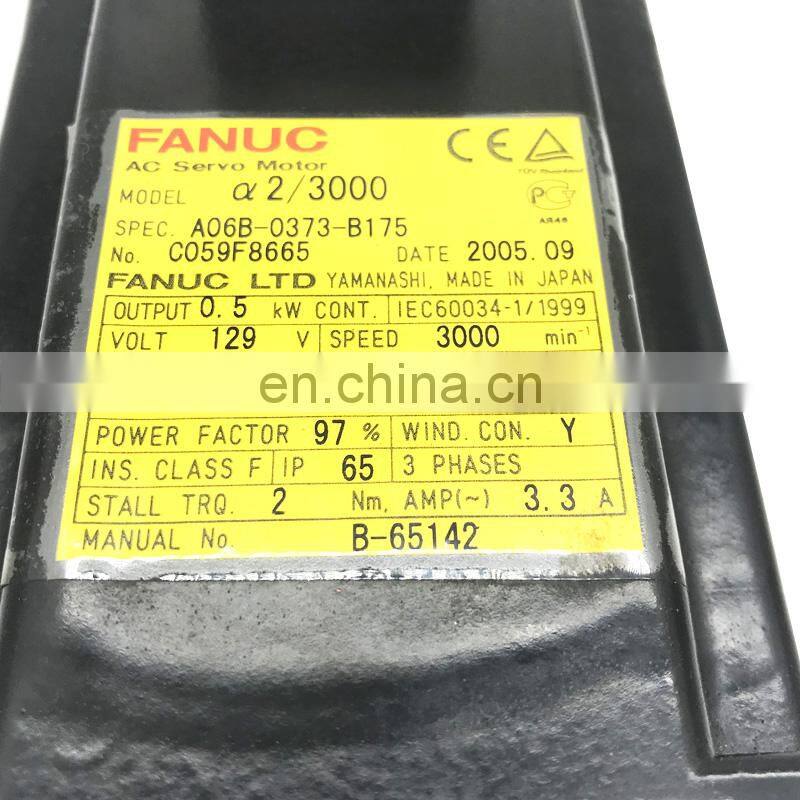 FANUC
AC Servo Motor
MODEL α2/3000
SPEC. A06B-0373-B175
No. C059F8665 DATE 2005.09
FANUC LTD YAMANASHI, MADE IN JAPAN
OUTPUT 0.5 kW CONT. IEC60034-1/1999
VOLT 129 V SPEED 3000 min⁻¹
en.china.cn
POWER FACTOR 97 % WIND. CON. Y
INS. CLASS F IP 65 3 PHASES
STALL TRQ. 2 Nm, AMP(~) 3.3 A
MANUAL No. B-65142